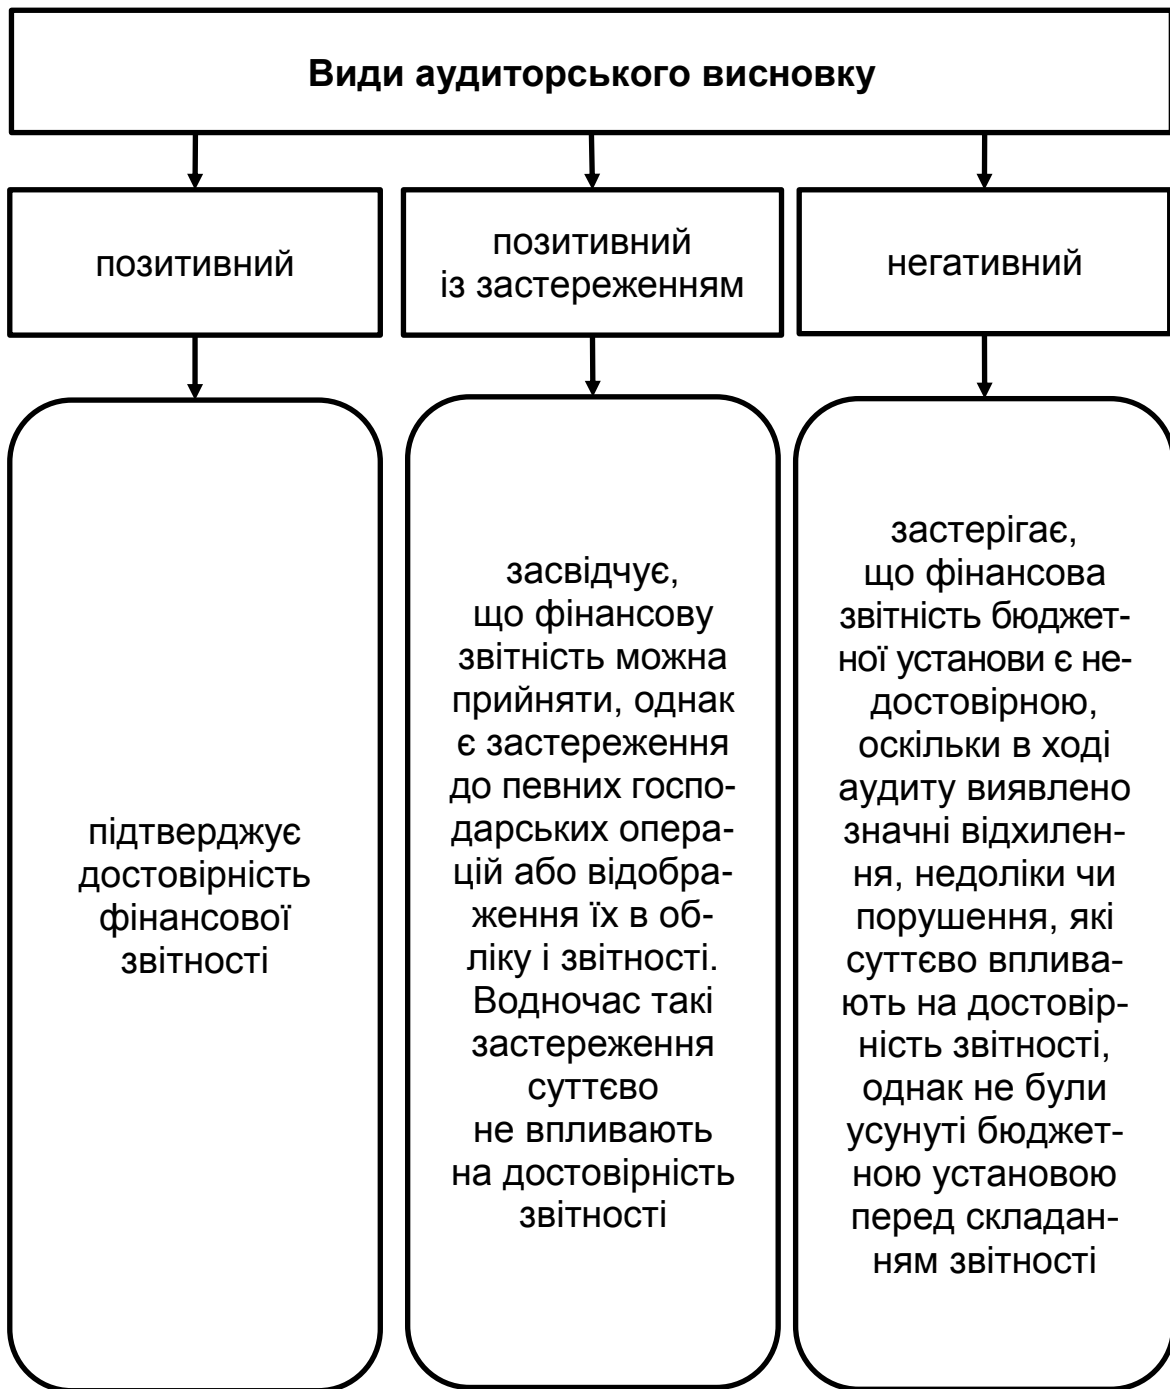 Види аудиторського висновку
позитивний
позитивний
із застереженням
негативний
підтверджує
достовірність
фінансової
звітності
засвідчує,
що фінансову
звітність можна
прийняти, однак
є застереження
до певних госпо-
дарських опера-
цій або відобра-
ження їх в об-
ліку і звітності.
Водночас такі
застереження
суттєво
не впливають
на достовірність
звітності
застерігає,
що фінансова
звітність бюджет-
ної установи є не-
достовірною,
оскільки в ході
аудиту виявлено
значні відхилен-
ня, недоліки чи
порушення, які
суттєво вплива-
ють на достовір-
ність звітності,
однак не були
усунуті бюджет-
ною установою
перед складан-
ням звітності